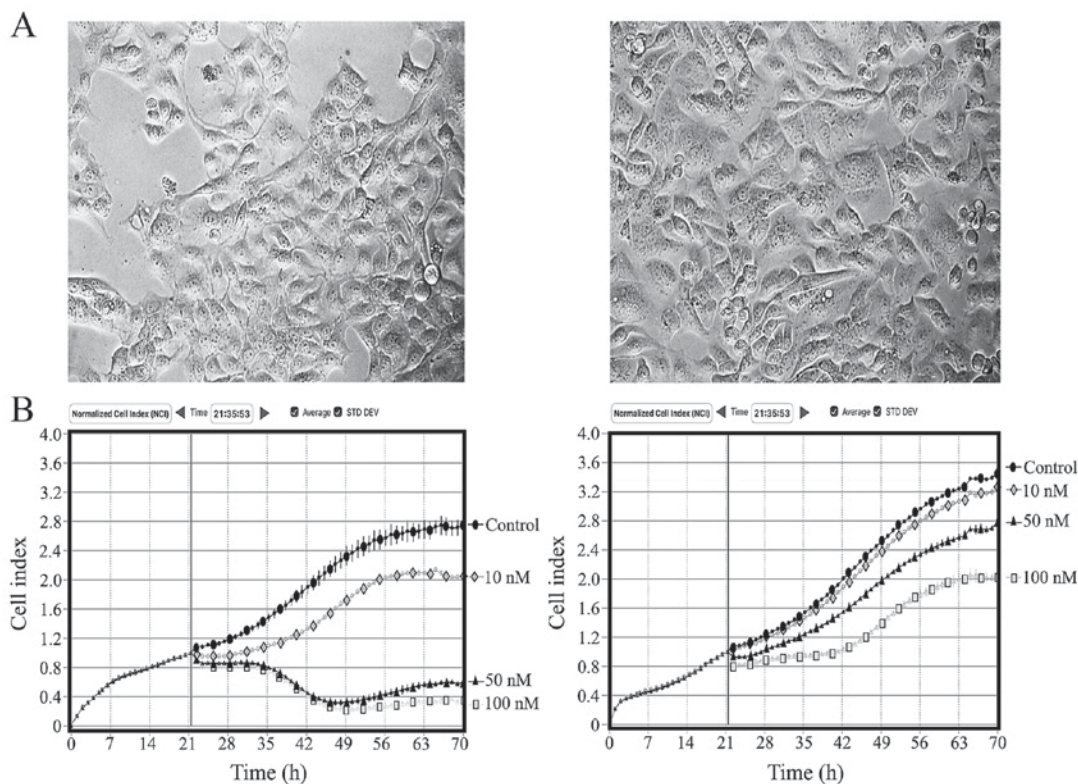 A
B
Normalized Cell Index (NCI) Time 21:35:53 Average STD DEV
4.0
3.6
3.2
2.8
2.4
2.0
1.6
1.2
0.8
0.4
0
Cell index
0 7 14 21 28 35 42 49 56 63 70
Time (h)
Control
10 nM
50 nM
100 nM
Normalized Cell Index (NCI) Time 21:35:53 Average STD DEV
4.0
3.6
3.2
2.8
2.4
2.0
1.6
1.2
0.8
0.4
0
Cell index
0 7 14 21 28 35 42 49 56 63 70
Time (h)
Control
10 nM
50 nM
100 nM